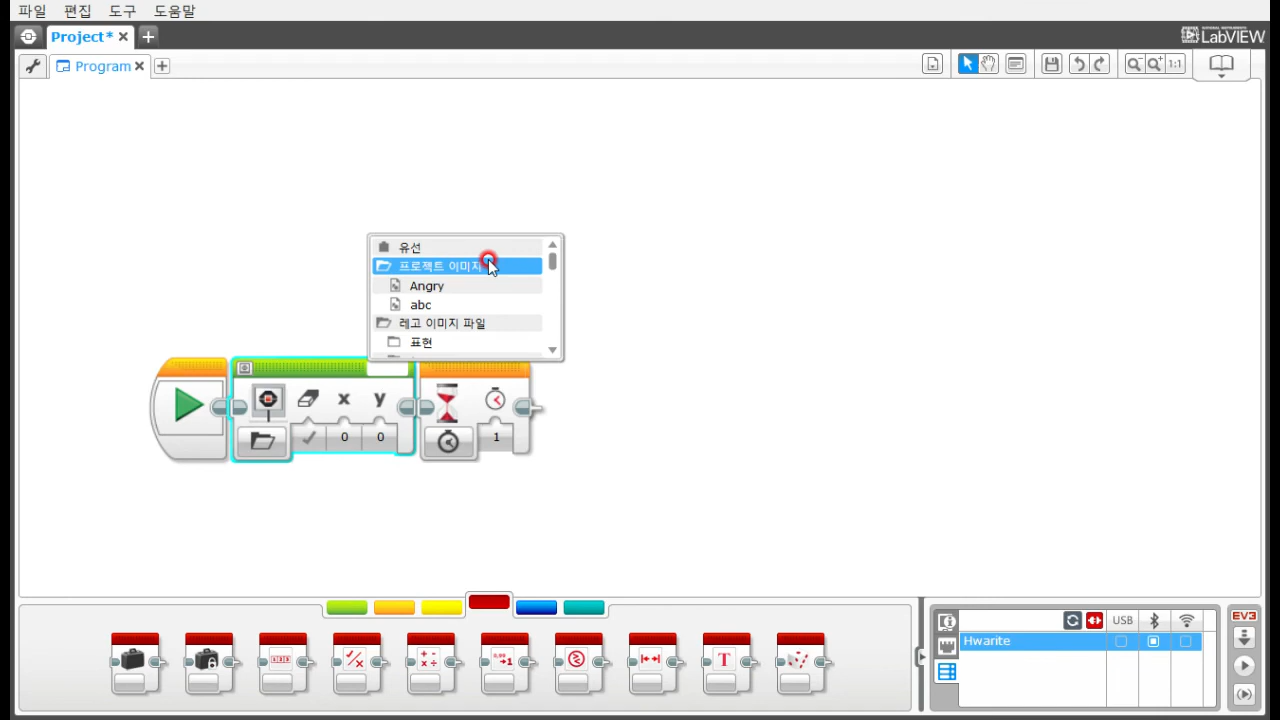 파일 편집 도구 도움말
Project*
LabVIEW
Program
1:1
유선
프로젝트 이미지
Angry
abc
레고 이미지 파일
표현
x y
0 0 1
T
USB
EV3
Hwarite